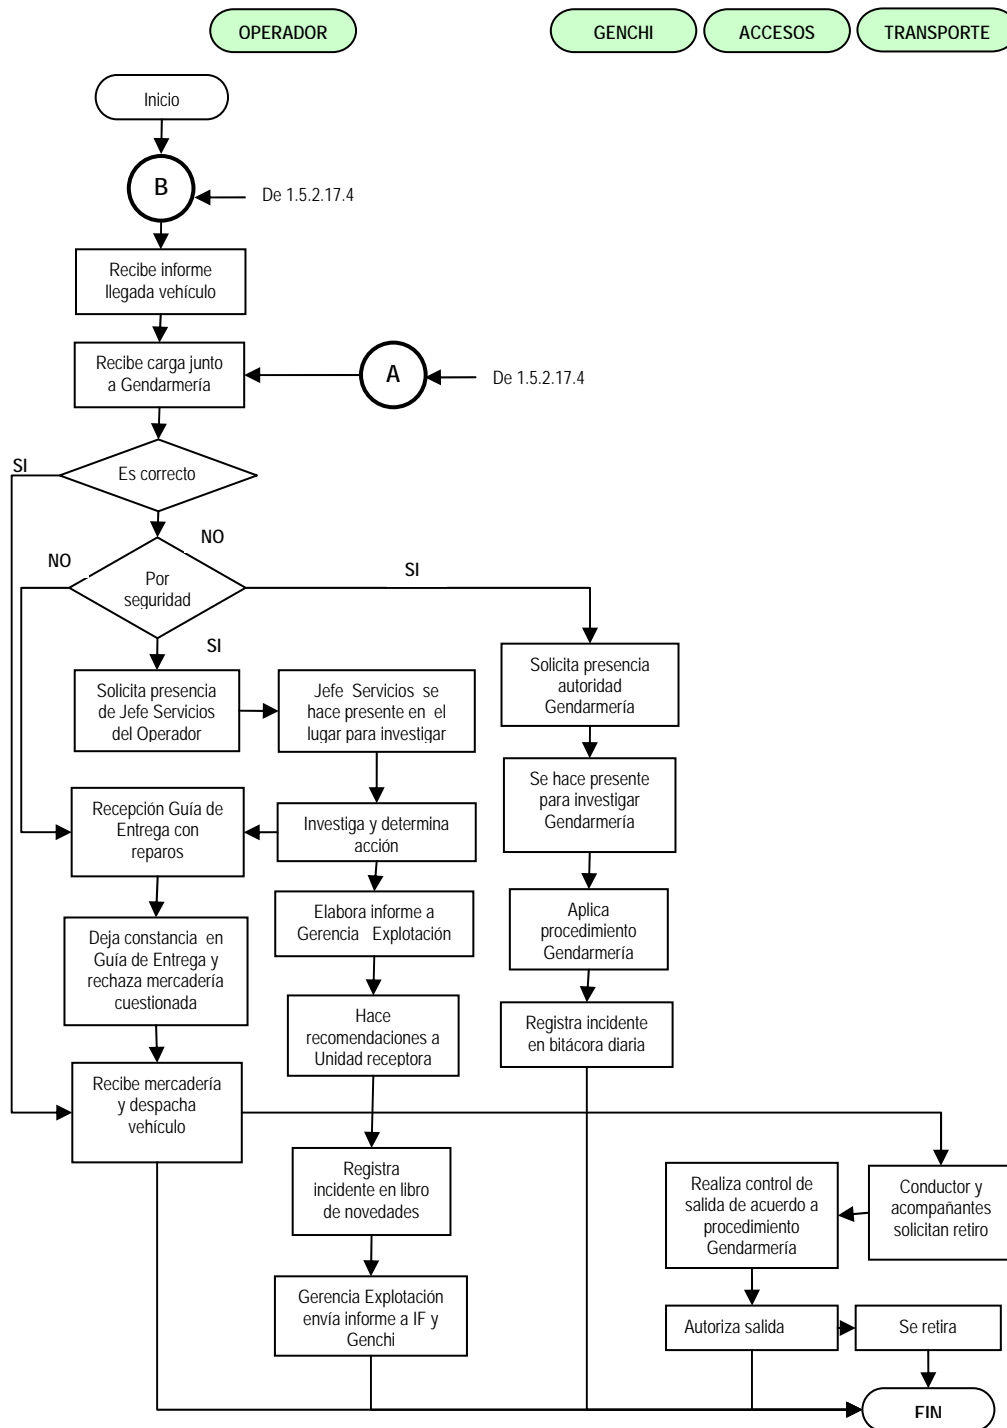 OPERADOR
GENCHI
ACCESOS
TRANSPORTE
Inicio
B
De 1.5.2.17.4
Recibe informe
llegada vehículo
Recibe carga junto
a Gendarmería
A
De 1.5.2.17.4
SI
Es correcto
NO
NO
Por
seguridad
SI
SI
Solicita presencia
de Jefe Servicios
del Operador
Jefe Servicios se
hace presente en el
lugar para investigar
Solicita presencia
autoridad
Gendarmería
Recepción Guía de
Entrega con
reparos
Investiga y determina
acción
Se hace presente
para investigar
Gendarmería
Deja constancia en
Guía de Entrega y
rechaza mercadería
cuestionada
Elabora informe a
Gerencia Explotación
Aplica
procedimiento
Gendarmería
Hace
recomendaciones a
Unidad receptora
Registra incidente
en bitácora diaria
Recibe mercadería
y despacha
vehículo
Registra
incidente en libro
de novedades
Realiza control de
salida de acuerdo a
procedimiento
Gendarmería
Conductor y
acompañantes
solicitan retiro
Gerencia Explotación
envía informe a IF y
Genchi
Autoriza salida
Se retira
FIN